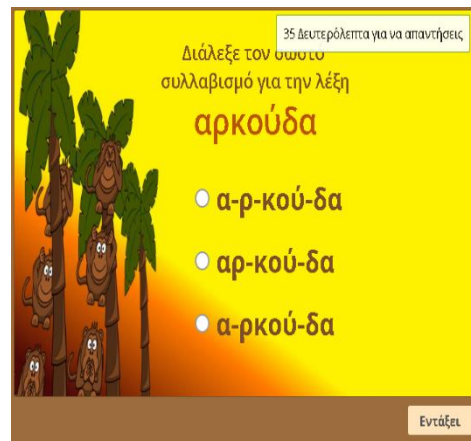 35 Δευτερόλεπτα για να απαντήσεις
Διάλεξε τον σωστό
συλλαβισμό για την λέξη
αρκούδα
α-ρ-κού-δα
αρ-κού-δα
α-ρκού-δα
Εντάξει